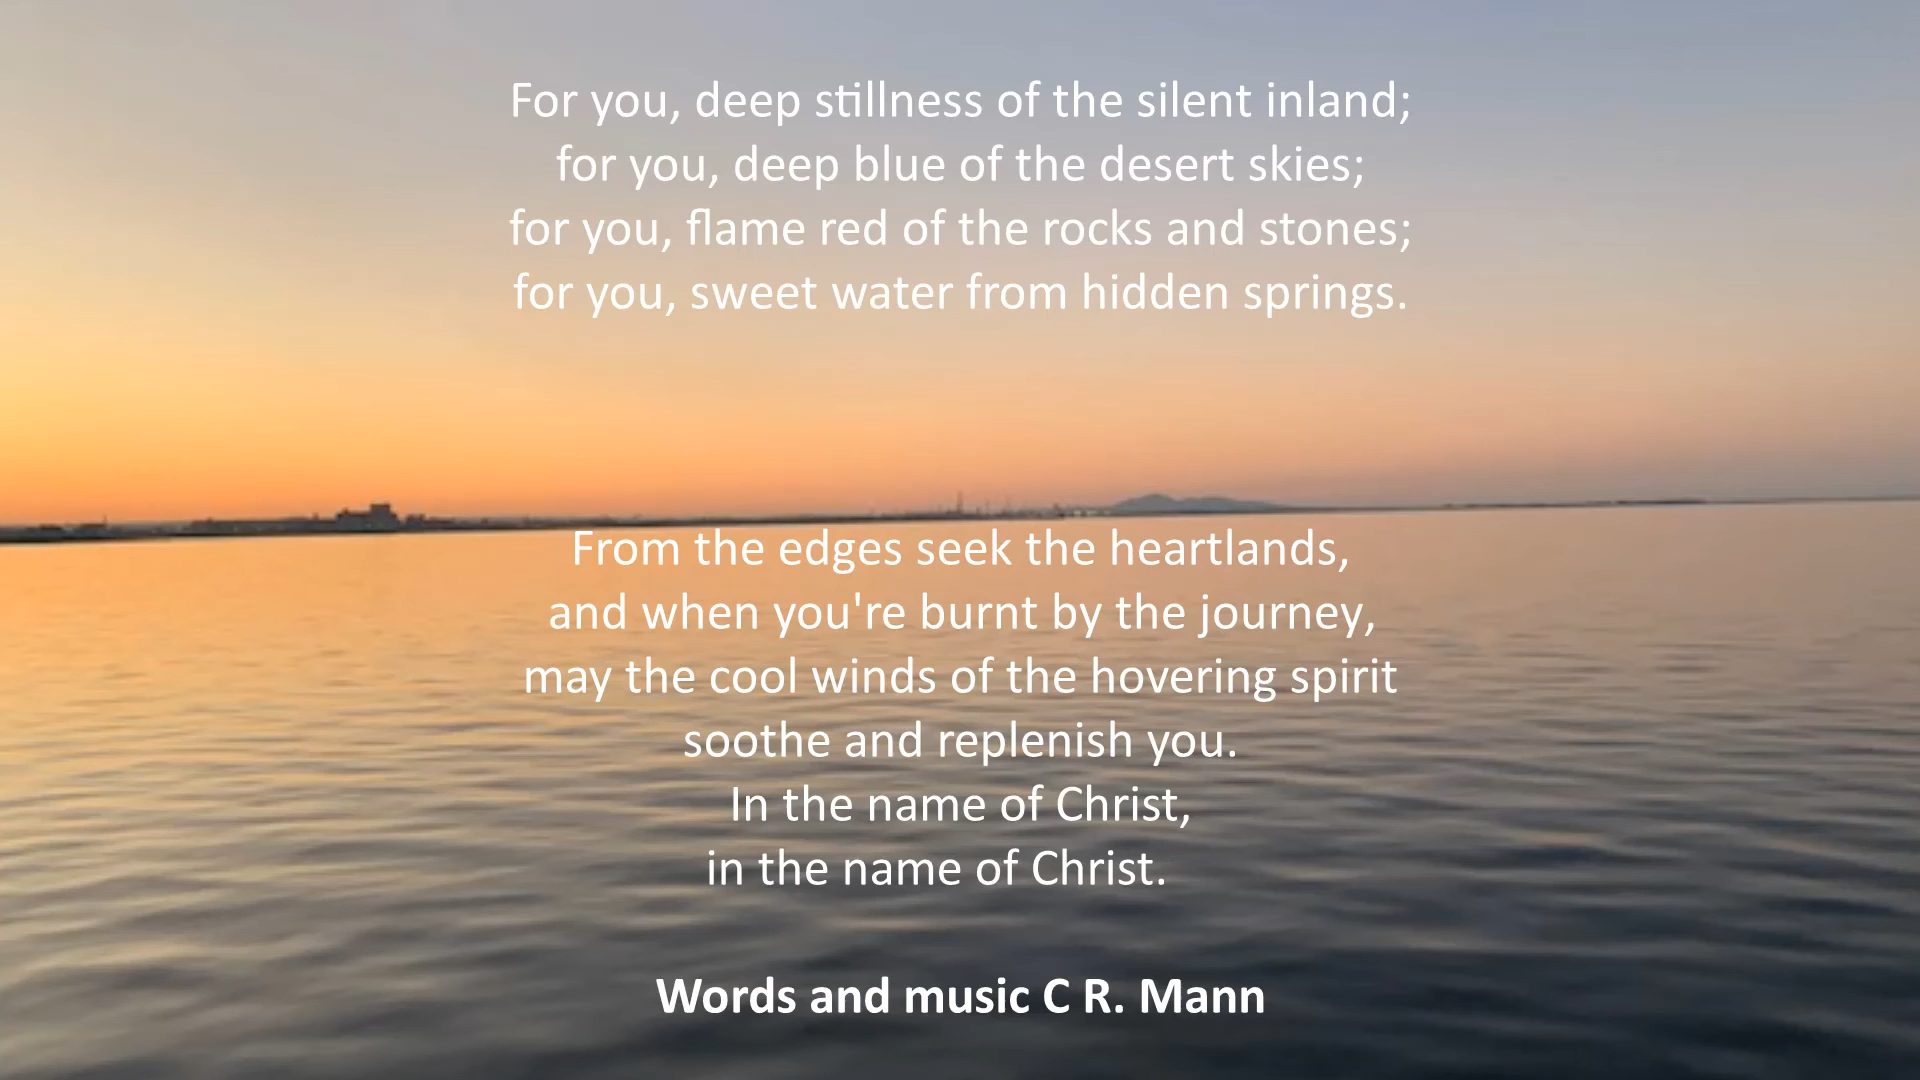 For you, deep stillness of the silent inland;
for you, deep blue of the desert skies;
for you, flame red of the rocks and stones;
for you, sweet water from hidden springs.
From the edges seek the heartlands,
and when you're burnt by the journey,
may the cool winds of the hovering spirit
soothe and replenish you.
In the name of Christ,
in the name of Christ.
Words and music C R. Mann